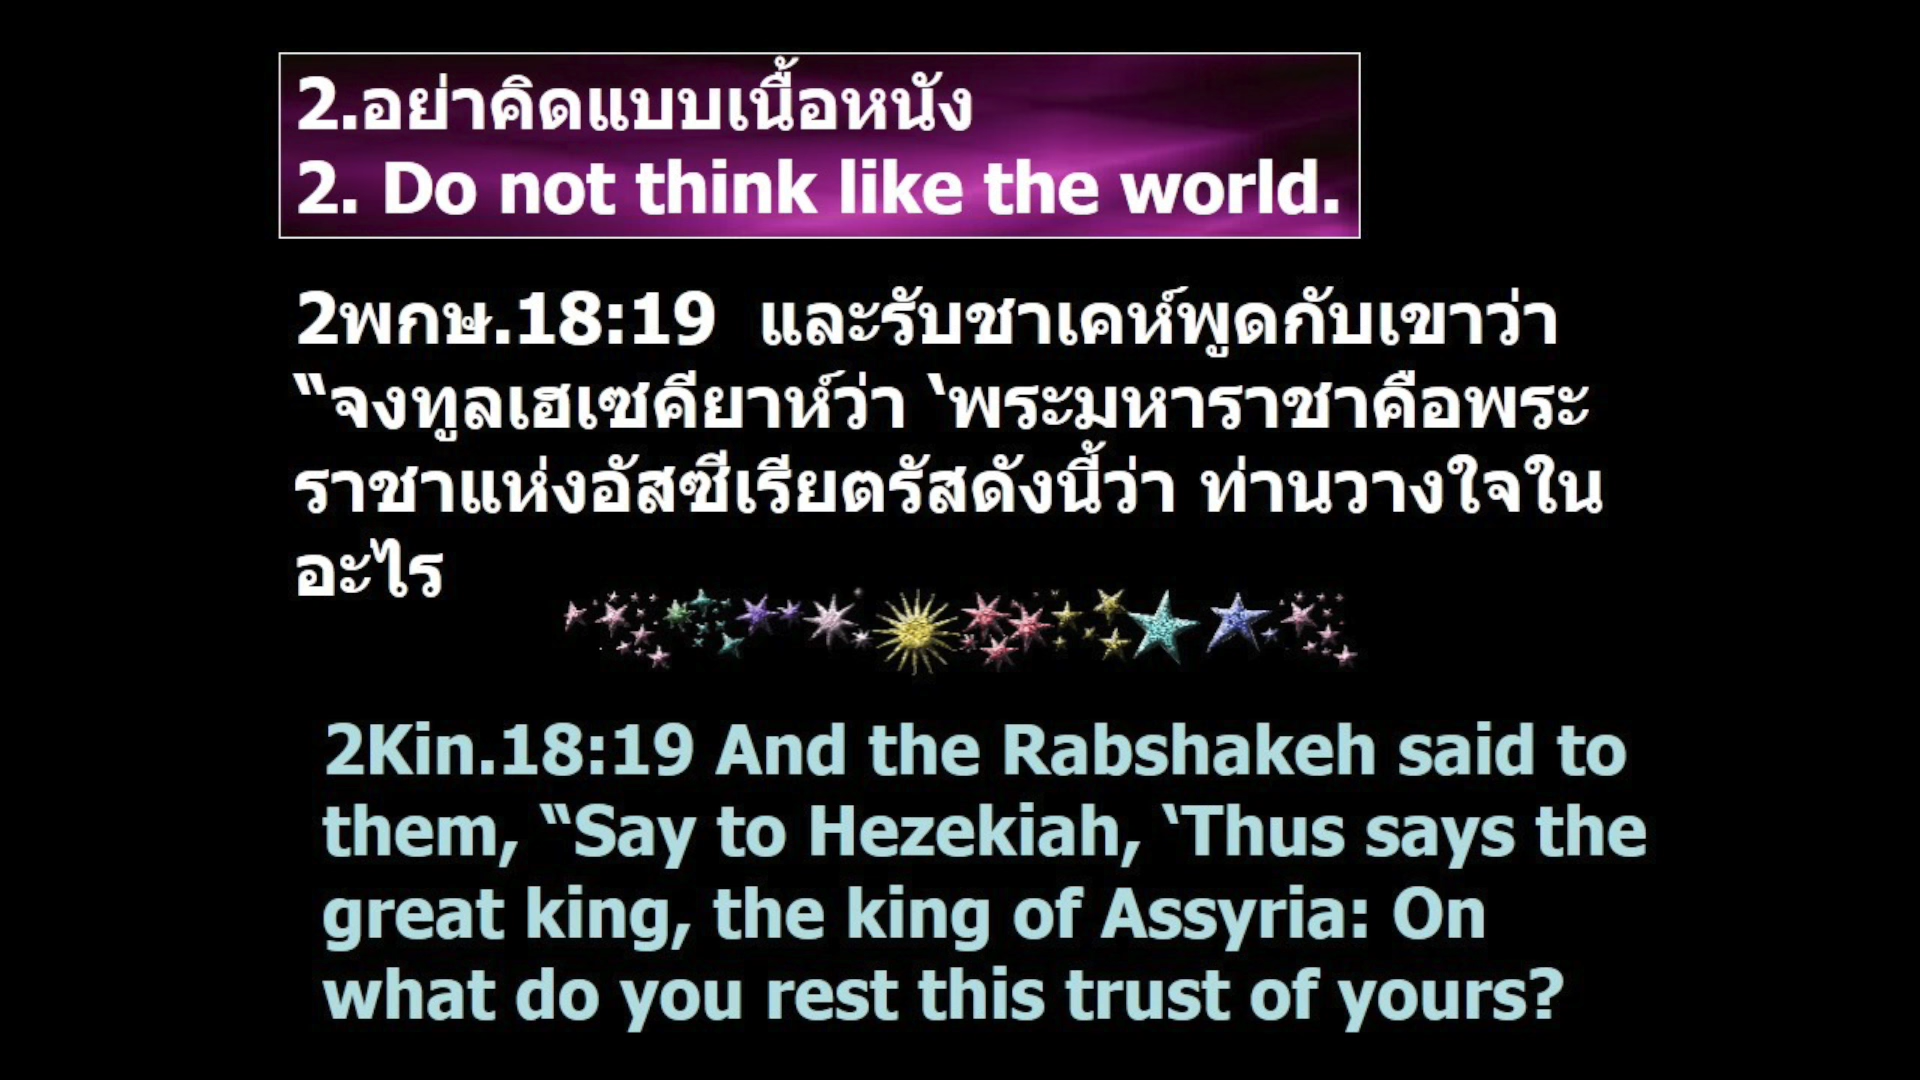 2.อย่าคิดแบบเนื้อหนัง
2. Do not think like the world.
2พกษ.18:19  และรับชาเคห์พูดกับเขาว่า
“จงทูลเฮเซคียาห์ว่า ‘พระมหาราชาคือพระ
ราชาแห่งอัสซีเรียตรัสดังนี้ว่า ท่านวางใจใน
อะไร
2Kin.18:19 And the Rabshakeh said to
them, “Say to Hezekiah, ‘Thus says the
great king, the king of Assyria: On
what do you rest this trust of yours?